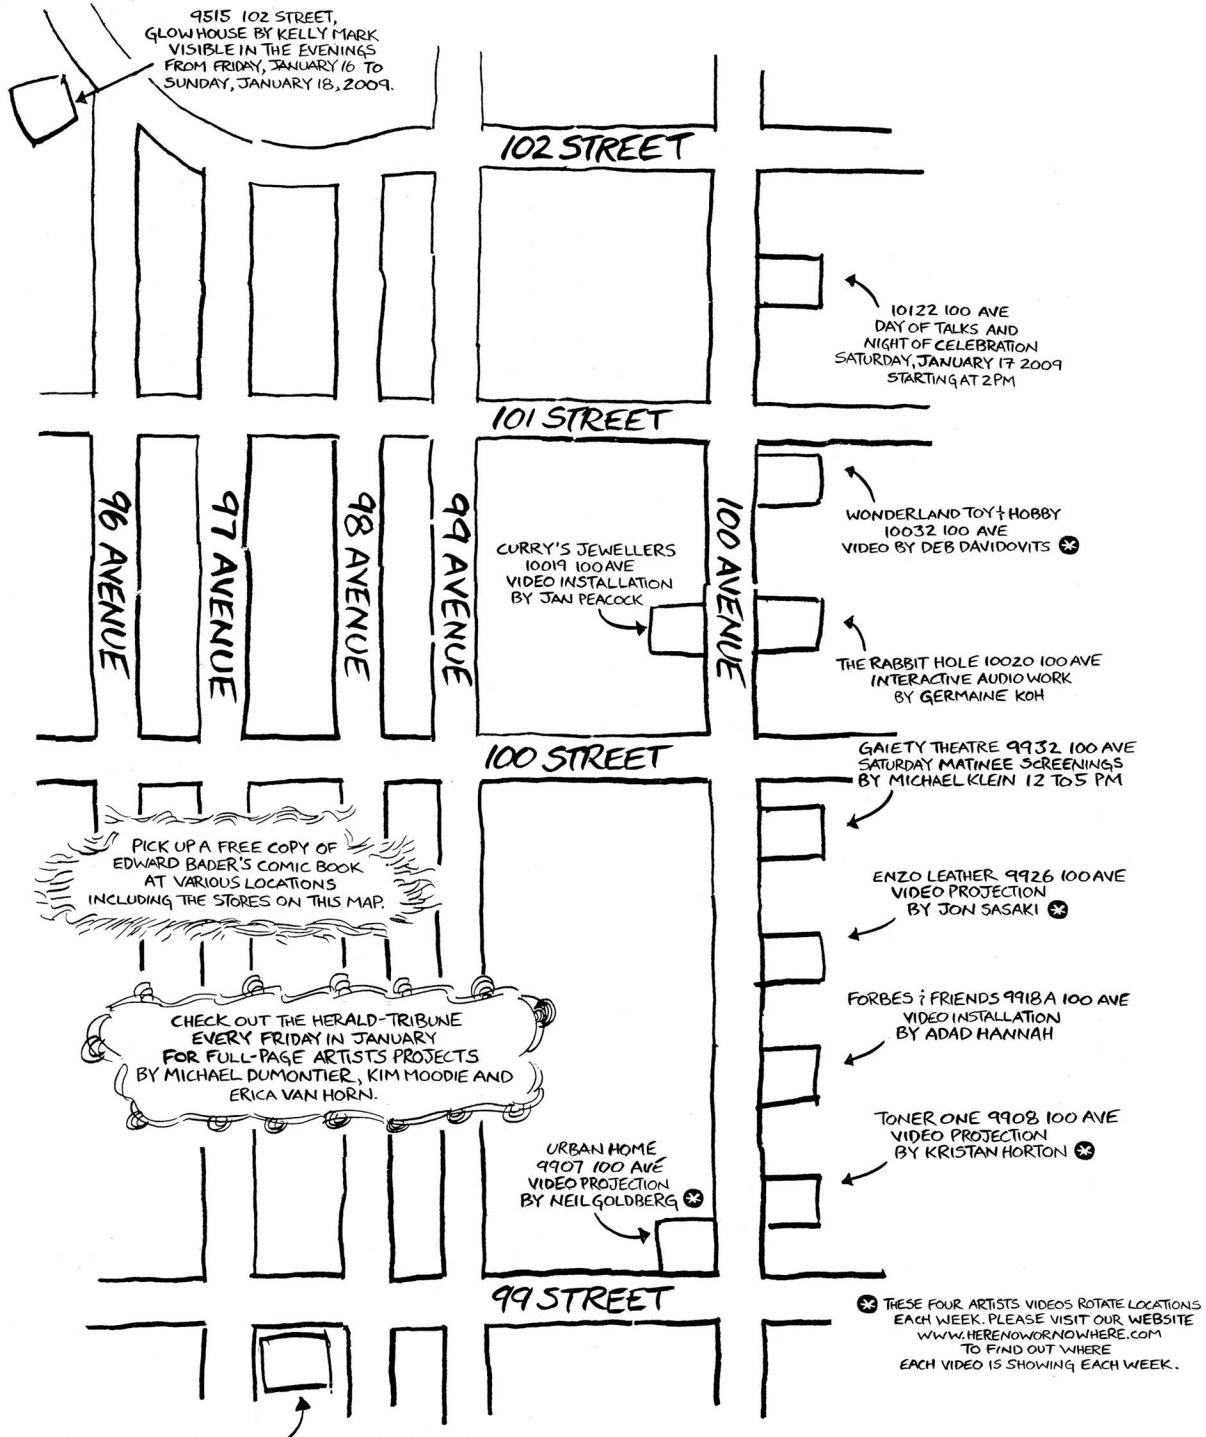 9515 102 STREET,
GLOWHOUSE BY KELLY MARK
VISIBLE IN THE EVENINGS
FROM FRIDAY, JANUARY 16 TO
SUNDAY, JANUARY 18, 2009.
102 STREET
10122 100 AVE
DAY OF TALKS AND
NIGHT OF CELEBRATION
SATURDAY, JANUARY 17 2009
STARTING AT 2PM
101 STREET
96 AVENUE
97 AVENUE
98 AVENUE
99 AVENUE
100 AVENUE
WONDERLAND TOY & HOBBY
10032 100 AVE
VIDEO BY DEB DAVIDOVITS ✱
CURRY'S JEWELLERS
10019 100 AVE
VIDEO INSTALLATION
BY JAN PEACOCK
THE RABBIT HOLE 10020 100 AVE
INTERACTIVE AUDIO WORK
BY GERMAINE KOH
100 STREET
GAIETY THEATRE 9932 100 AVE
SATURDAY MATINEE SCREENINGS
BY MICHAEL KLEIN 12 TO 5 PM
PICK UP A FREE COPY OF
EDWARD BADER'S COMIC BOOK
AT VARIOUS LOCATIONS
INCLUDING THE STORES ON THIS MAP.
ENZO LEATHER 9926 100 AVE
VIDEO PROJECTION
BY JON SASAKI ✱
CHECK OUT THE HERALD-TRIBUNE
EVERY FRIDAY IN JANUARY
FOR FULL-PAGE ARTISTS PROJECTS
BY MICHAEL DUMONTIER, KIM MOODIE AND
ERICA VAN HORN.
FORBES & FRIENDS 9918A 100 AVE
VIDEO INSTALLATION
BY ADAD HANNAH
TONER ONE 9908 100 AVE
VIDEO PROJECTION
BY KRISTAN HORTON ✱
URBAN HOME
9907 100 AVE
VIDEO PROJECTION
BY NEIL GOLDBERG ✱
99 STREET
✱ THESE FOUR ARTISTS VIDEOS ROTATE LOCATIONS
EACH WEEK. PLEASE VISIT OUR WEBSITE
WWW.HERENOWORNOWHERE.COM
TO FIND OUT WHERE
EACH VIDEO IS SHOWING EACH WEEK.